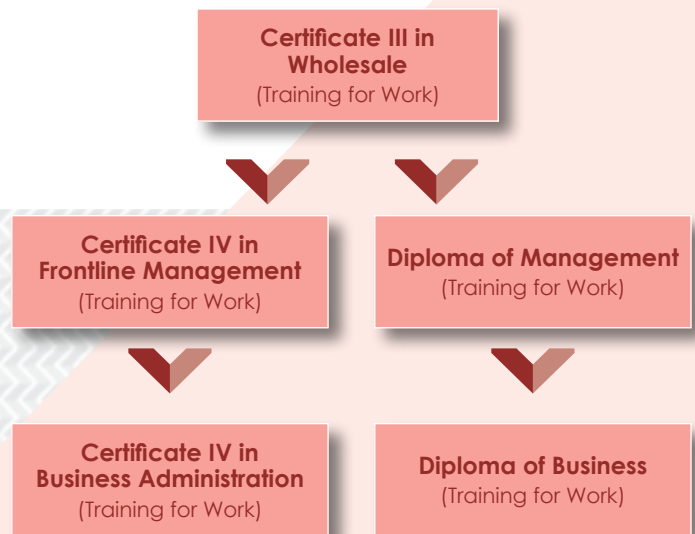 Certificate III in
Wholesale
(Training for Work)
Certificate IV in
Frontline Management
(Training for Work)
Diploma of Management
(Training for Work)
Certificate IV in
Business Administration
(Training for Work)
Diploma of Business
(Training for Work)